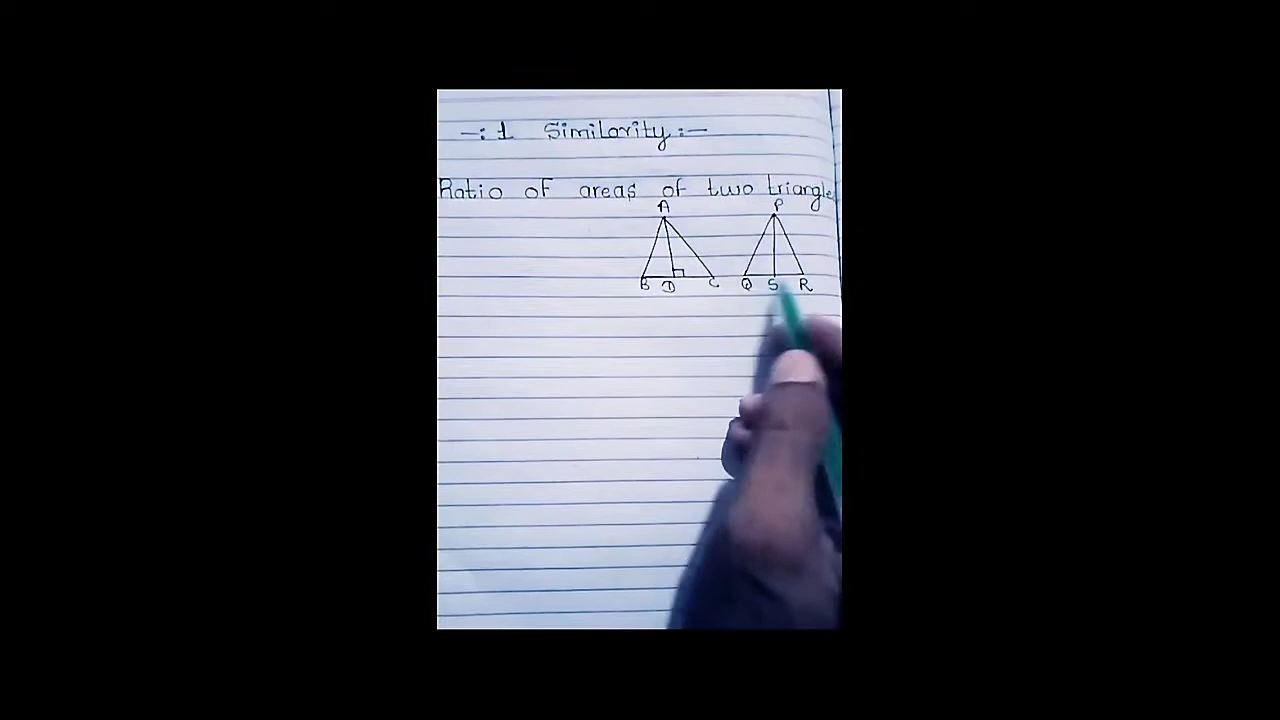 -: 1 Similarity :-
Ratio of areas of two triangle
A P
B D C Q S R